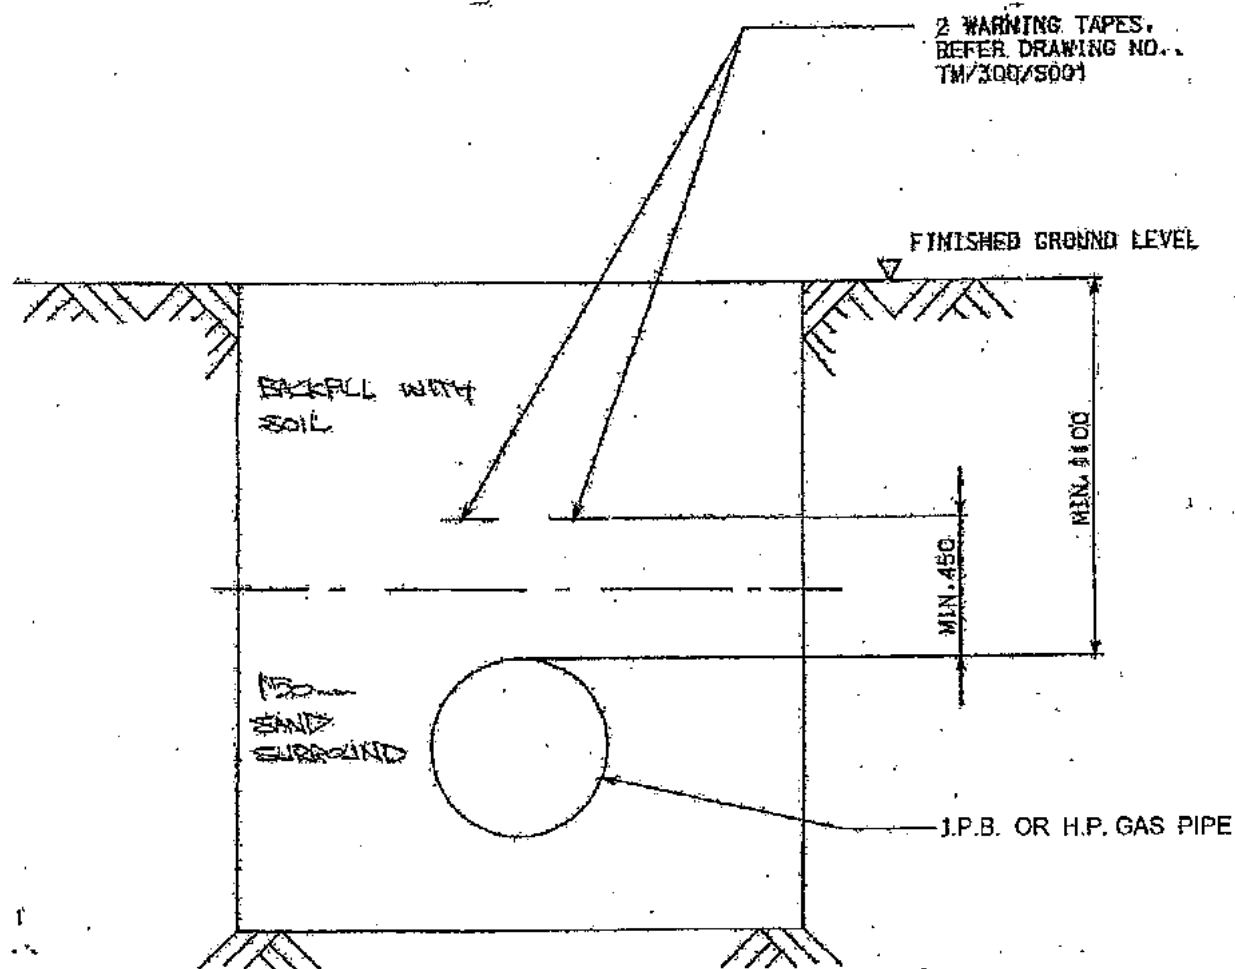 2 WARNING TAPES.
REFER DRAWING NO..
TM/300/5001
FINISHED GROUND LEVEL
BACKFILL WITH
SOIL
MIN. 1100
MIN. 450
150mm
SAND
SURROUND
I.P.B. OR H.P. GAS PIPE